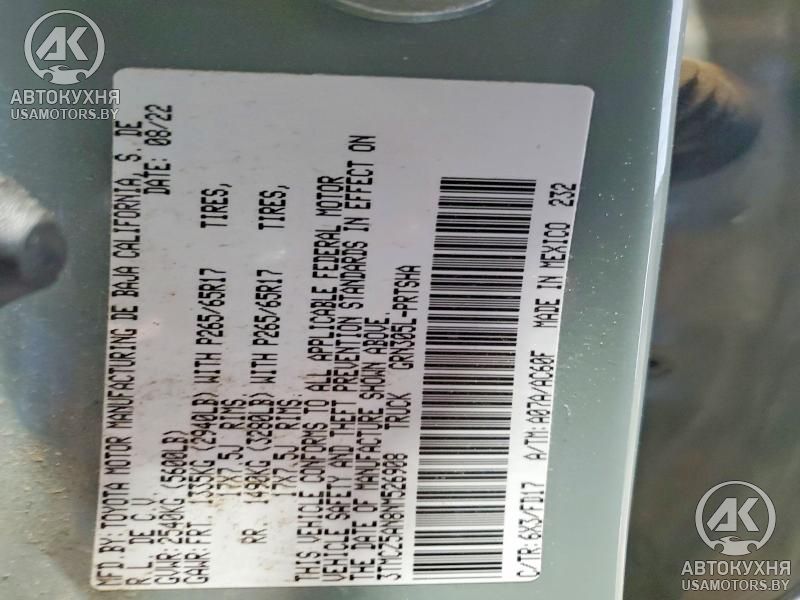 AK
АВТОКУХНЯ
USAMOTORS.BY
MFD BY: TOYOTA MOTOR MANUFACTURING DE BAJA CALIFORNIA, S. DE
R.L. DE C.V. DATE: 08/22
GVWR: 2540KG (5600LB)
GAWR: FRT. 1335KG (2940LB) WITH P265/65R17 TIRES,
17X7.5J RIMS.
RR. 1490KG (3280LB) WITH P265/65R17 TIRES,
17X7.5J RIMS.
THIS VEHICLE CONFORMS TO ALL APPLICABLE FEDERAL MOTOR
VEHICLE SAFETY AND THEFT PREVENTION STANDARDS IN EFFECT ON
THE DATE OF MANUFACTURE SHOWN ABOVE.
3TMCZ5AN8NM526908 TRUCK GRN305L-PRTSHA
C/TR:6X3/FD17 A/TM:A07A/AC60F MADE IN MEXICO 232
AK
АВТОКУХНЯ
USAMOTORS.BY